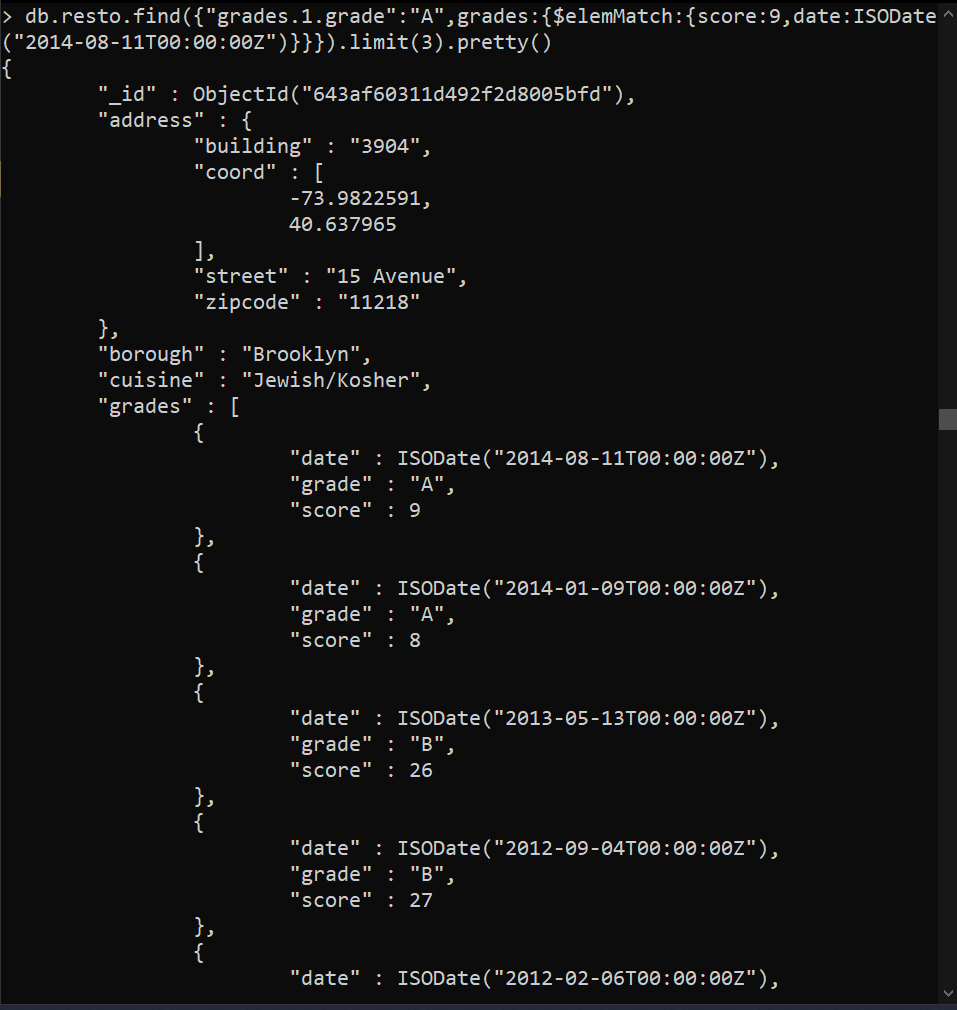 > db.resto.find({"grades.1.grade":"A",grades:{$elemMatch:{score:9,date:ISODate
("2014-08-11T00:00:00Z")}}}).limit(3).pretty()
{
        "_id" : ObjectId("643af60311d492f2d8005bfd"),
        "address" : {
                "building" : "3904",
                "coord" : [
                        -73.9822591,
                        40.637965
                ],
                "street" : "15 Avenue",
                "zipcode" : "11218"
        },
        "borough" : "Brooklyn",
        "cuisine" : "Jewish/Kosher",
        "grades" : [
                {
                        "date" : ISODate("2014-08-11T00:00:00Z"),
                        "grade" : "A",
                        "score" : 9
                },
                {
                        "date" : ISODate("2014-01-09T00:00:00Z"),
                        "grade" : "A",
                        "score" : 8
                },
                {
                        "date" : ISODate("2013-05-13T00:00:00Z"),
                        "grade" : "B",
                        "score" : 26
                },
                {
                        "date" : ISODate("2012-09-04T00:00:00Z"),
                        "grade" : "B",
                        "score" : 27
                },
                {
                        "date" : ISODate("2012-02-06T00:00:00Z"),